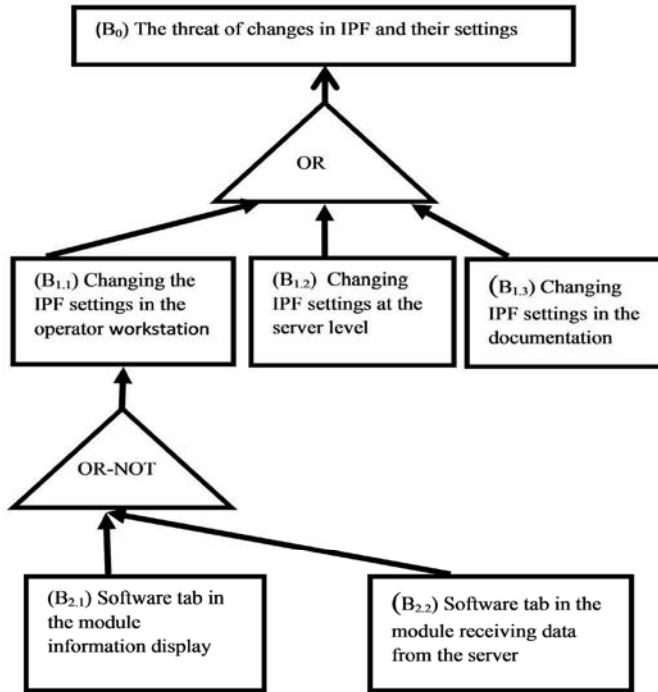 (B₀) The threat of changes in IPF and their settings
OR
(B₁.₁) Changing the
IPF settings in the
operator workstation
(B₁.₂) Changing
IPF settings at the
server level
(B₁.₃) Changing
IPF settings in the
documentation
OR-NOT
(B₂.₁) Software tab in
the module
information display
(B₂.₂) Software tab in the
module receiving data
from the server